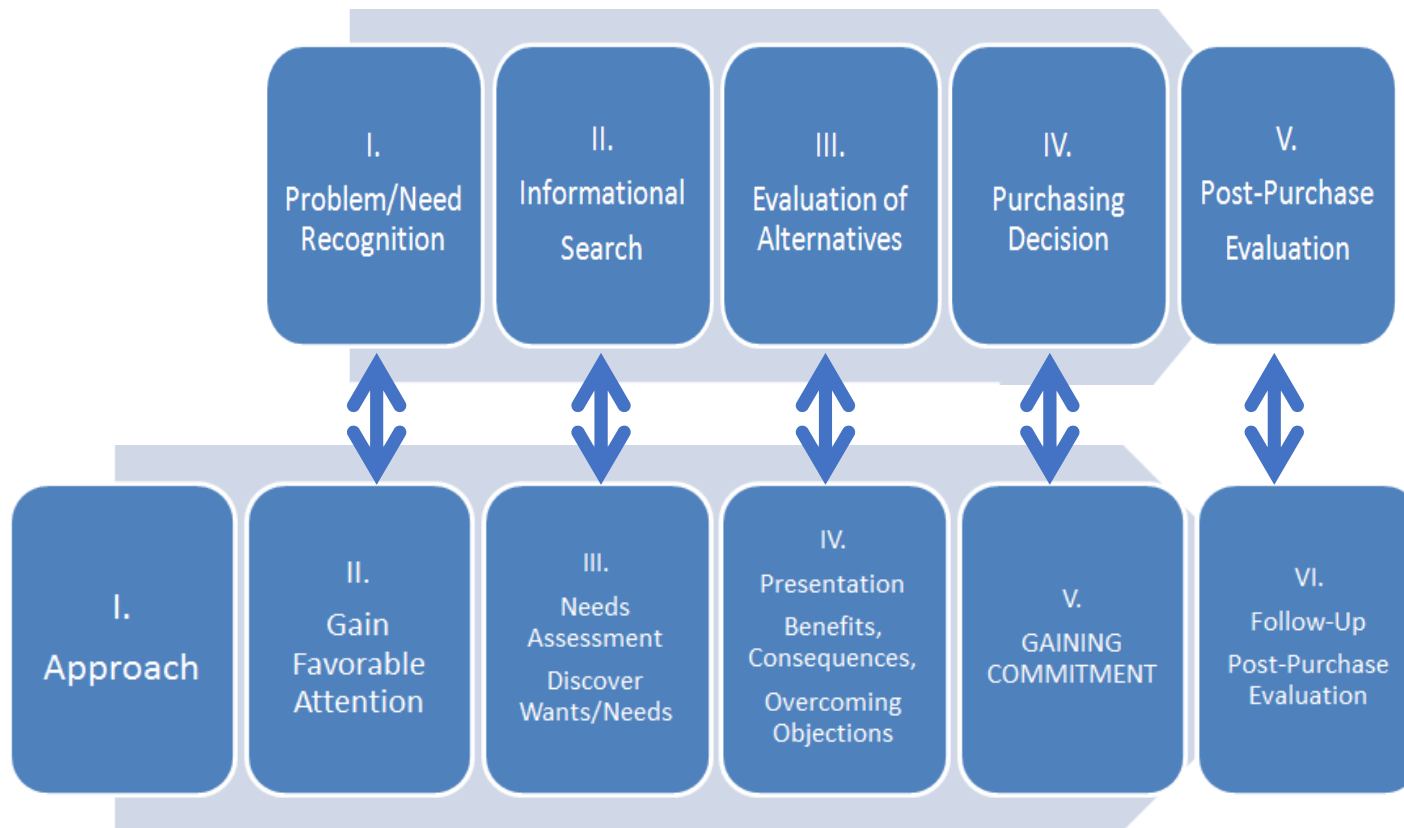 I.
Problem/Need
Recognition
II.
Informational
Search
III.
Evaluation of
Alternatives
IV.
Purchasing
Decision
V.
Post-Purchase
Evaluation
I.
Approach
II.
Gain
Favorable
Attention
III.
Needs
Assessment
Discover
Wants/Needs
IV.
Presentation
Benefits,
Consequences,
Overcoming
Objections
V.
GAINING
COMMITMENT
VI.
Follow-Up
Post-Purchase
Evaluation